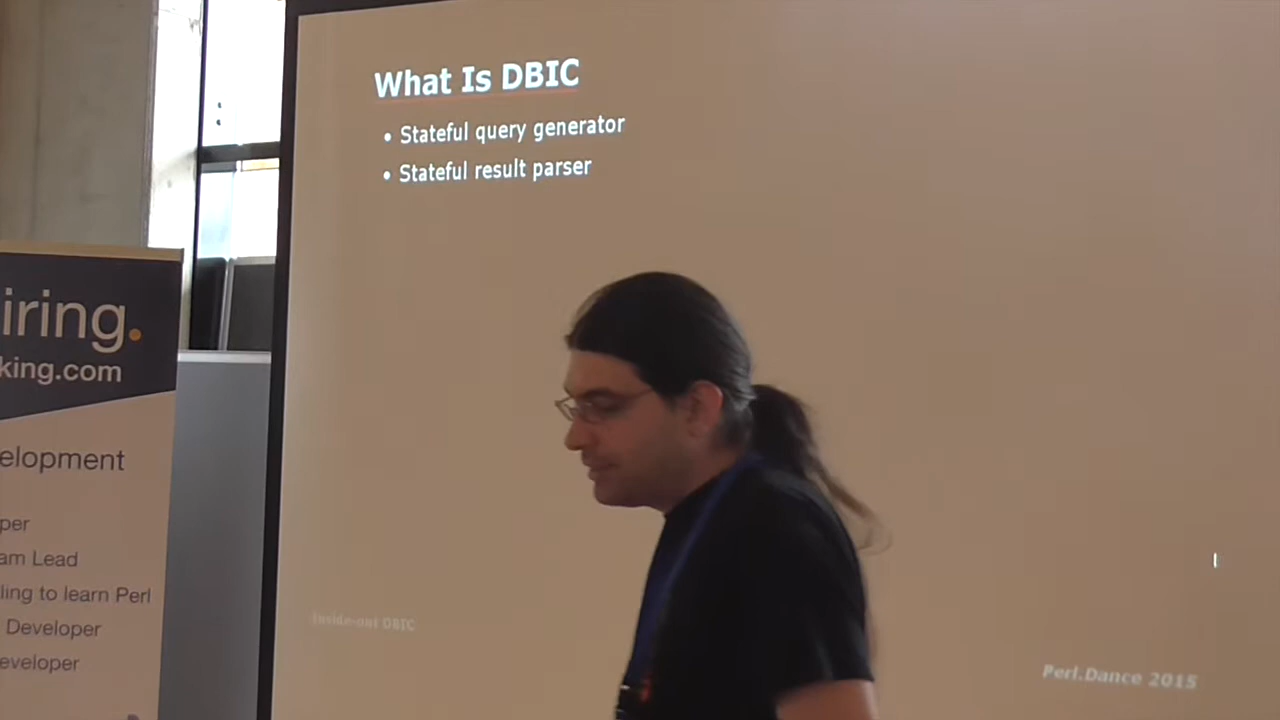 What Is DBIC
• Stateful query generator
• Stateful result parser
iring.
king.com
elopment
per
am Lead
ling to learn Perl
Developer
eveloper
Inside-out DBIC
Perl.Dance 2015